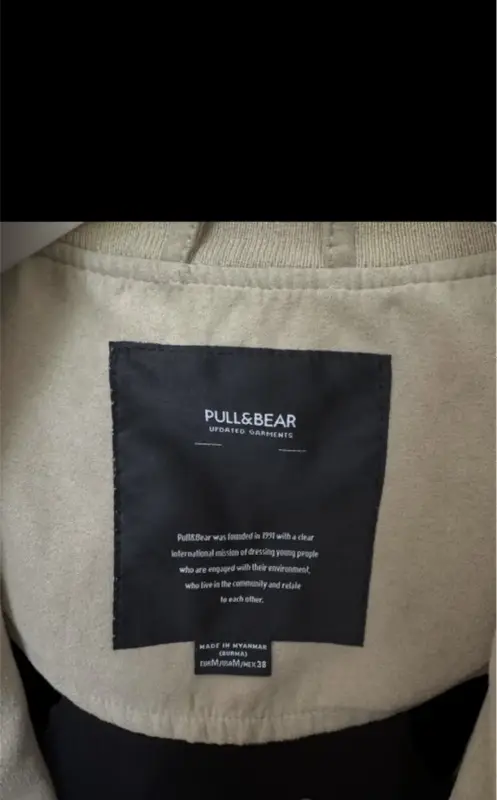 PULL&BEAR
UPDATED GARMENTS
Pull&Bear was founded in 1991 with a clear
international mission of dressing young people
who are engaged with their environment,
who live in the community and relate
to each other.
MADE IN MYANMAR
(BURMA)
EURM/USAM/MEX 38